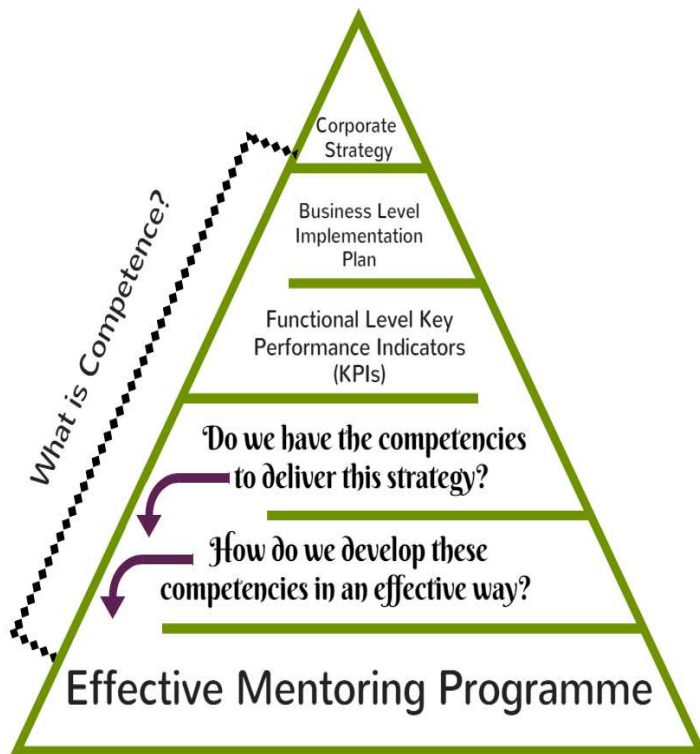 Corporate
Strategy
What is Competence?
Business Level
Implementation
Plan
Functional Level Key
Performance Indicators
(KPIs)
Do we have the competencies
to deliver this strategy?
How do we develop these
competencies in an effective way?
Effective Mentoring Programme